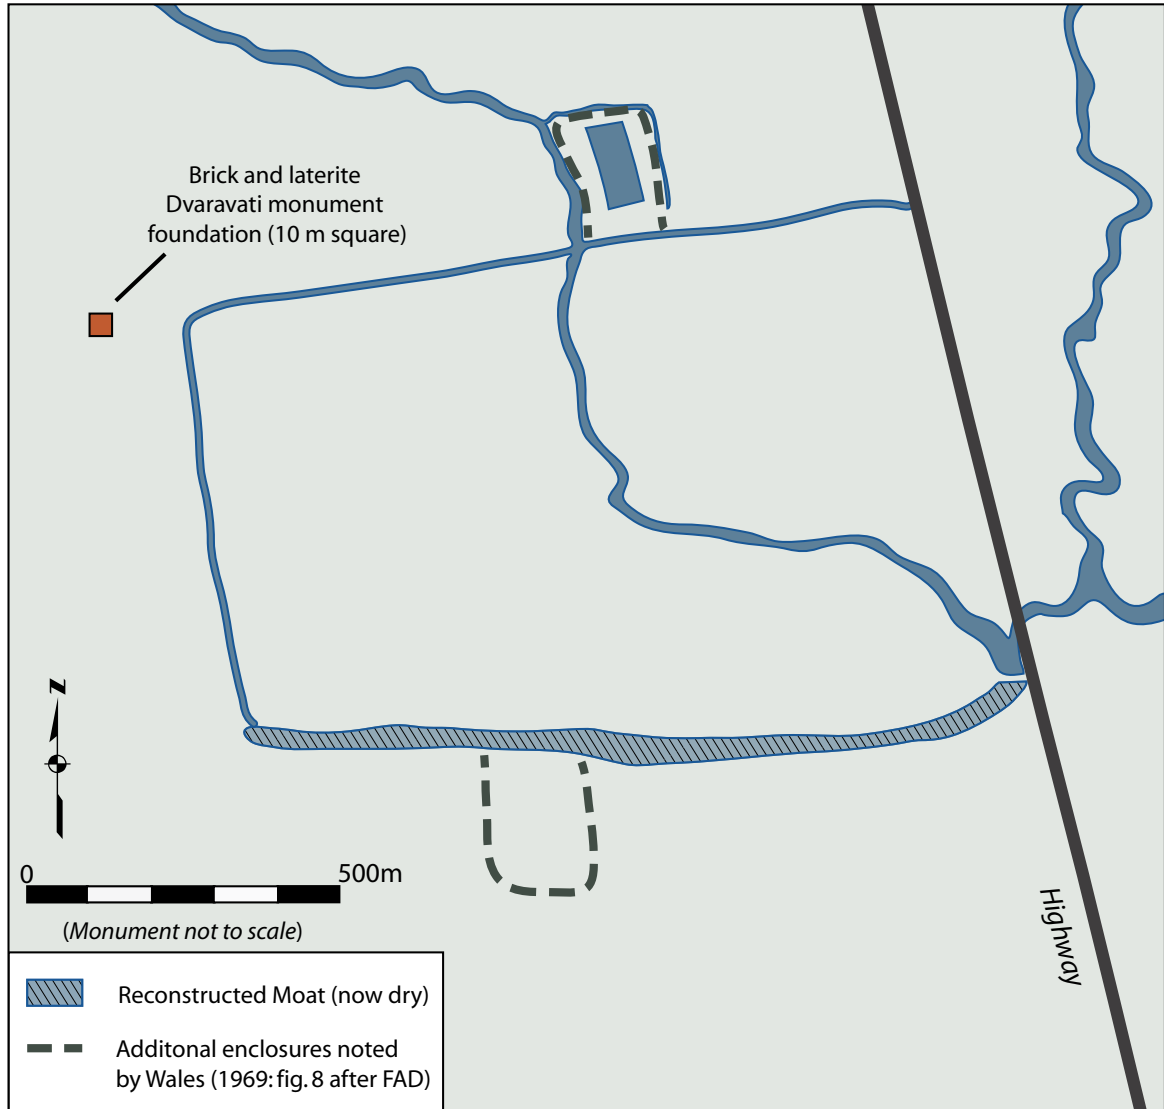 Brick and laterite
Dvaravati monument
foundation (10 m square)
N
0 500m
(Monument not to scale)
Highway
Reconstructed Moat (now dry)
Additonal enclosures noted
by Wales (1969: fig. 8 after FAD)